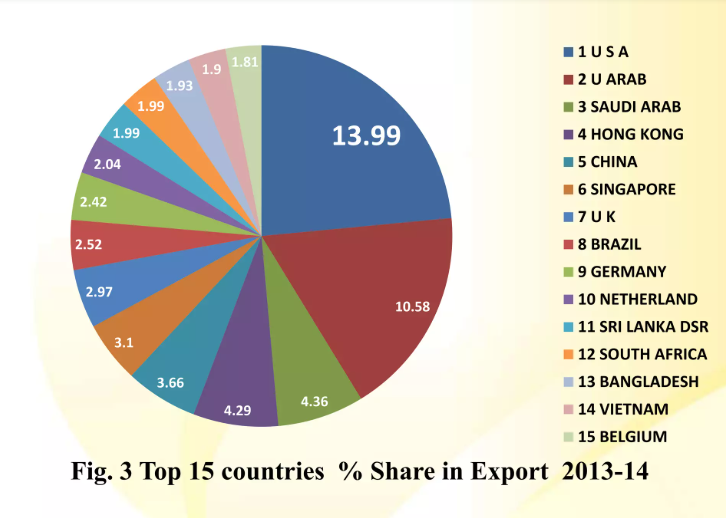 13.99
10.58
4.36
4.29
3.66
3.1
2.97
2.52
2.42
2.04
1.99
1.99
1.93
1.9
1.81
1 U S A
2 U ARAB
3 SAUDI ARAB
4 HONG KONG
5 CHINA
6 SINGAPORE
7 U K
8 BRAZIL
9 GERMANY
10 NETHERLAND
11 SRI LANKA DSR
12 SOUTH AFRICA
13 BANGLADESH
14 VIETNAM
15 BELGIUM
Fig. 3 Top 15 countries % Share in Export 2013-14